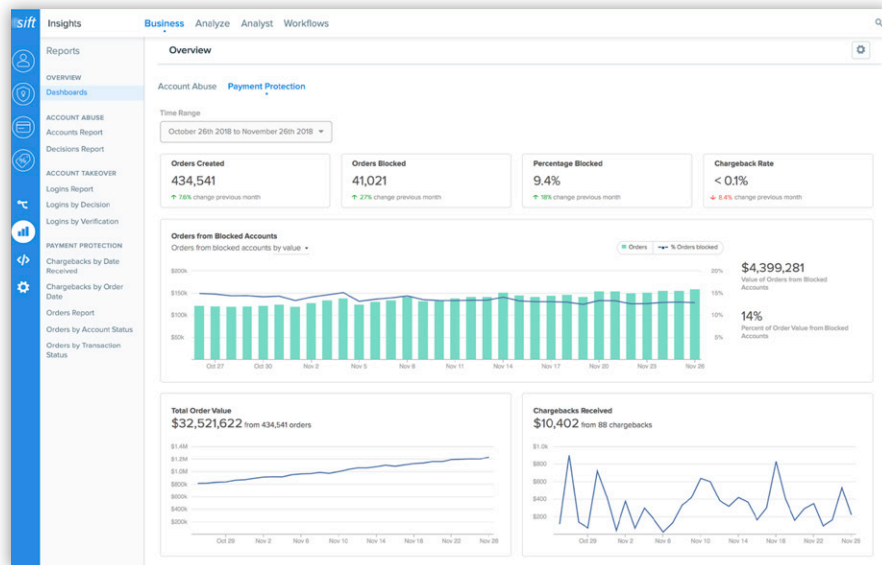 sift
Insights
Business Analyze Analyst Workflows
Reports
OVERVIEW
Dashboards
ACCOUNT ABUSE
Accounts Report
Decisions Report
ACCOUNT TAKEOVER
Logins Report
Logins by Decision
Logins by Verification
PAYMENT PROTECTION
Chargebacks by Date
Received
Chargebacks by Order
Date
Orders Report
Orders by Account Status
Orders by Transaction
Status
Overview
Account Abuse Payment Protection
Time Range
October 26th 2018 to November 26th 2018
Orders Created
434,541
↑ 7.6% change previous month
Orders Blocked
41,021
↑ 27% change previous month
Percentage Blocked
9.4%
↑ 18% change previous month
Chargeback Rate
< 0.1%
↓ 8.4% change previous month
Orders from Blocked Accounts
Orders from blocked accounts by value
Orders % Orders blocked
$200k
$150k
$100k
$50k
20%
15%
10%
5%
Oct 27 Oct 30 Nov 2 Nov 5 Nov 8 Nov 11 Nov 14 Nov 17 Nov 20 Nov 23 Nov 26
$4,399,281
Value of Orders from Blocked
Accounts
14%
Percent of Order Value from Blocked
Accounts
Total Order Value
$32,521,622 from 434,541 orders
$1.4M
$1.2M
$1.0M
$800k
$600k
$400k
$200k
Oct 29 Nov 2 Nov 6 Nov 10 Nov 14 Nov 18 Nov 22 Nov 26
Chargebacks Received
$10,402 from 88 chargebacks
$1.0k
$800
$600
$400
$200
Oct 29 Nov 2 Nov 6 Nov 10 Nov 14 Nov 18 Nov 22 Nov 26